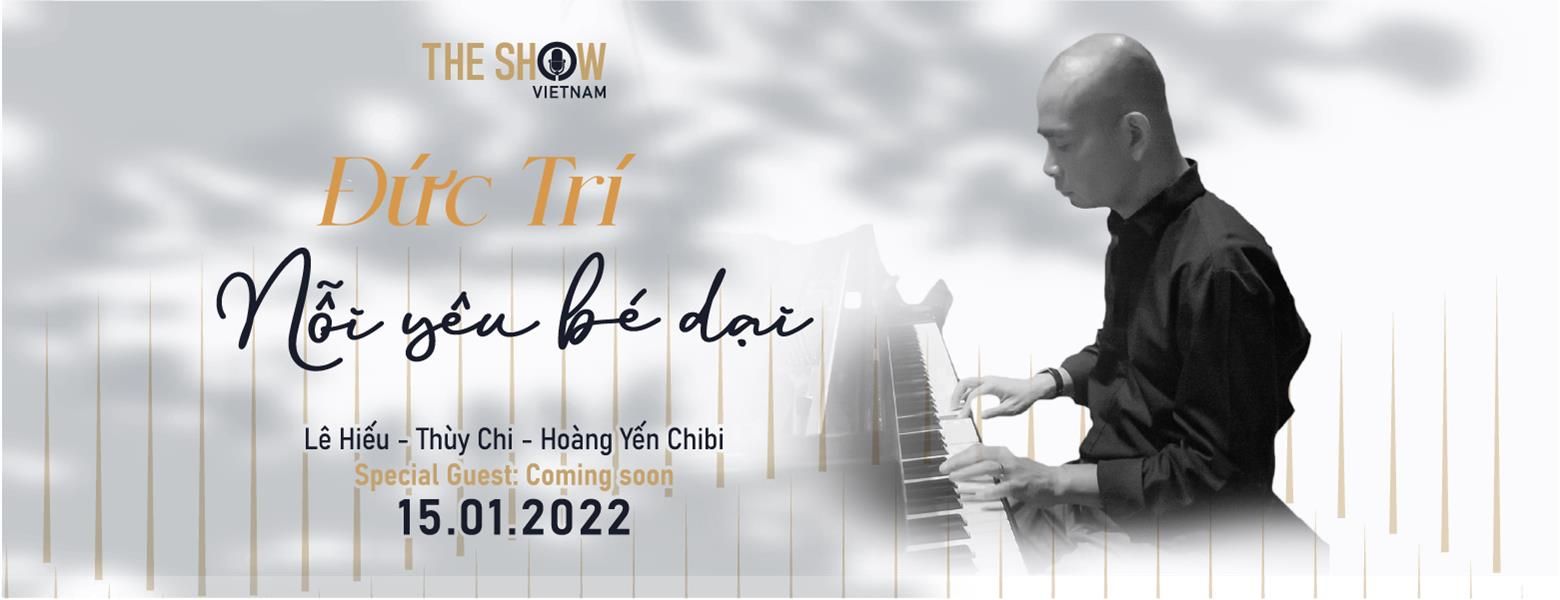 THE SHOW
VIETNAM
Đức Trí
Nỗi yêu bé dại
Lê Hiếu - Thùy Chi - Hoàng Yến Chibi
Special Guest: Coming soon
15.01.2022